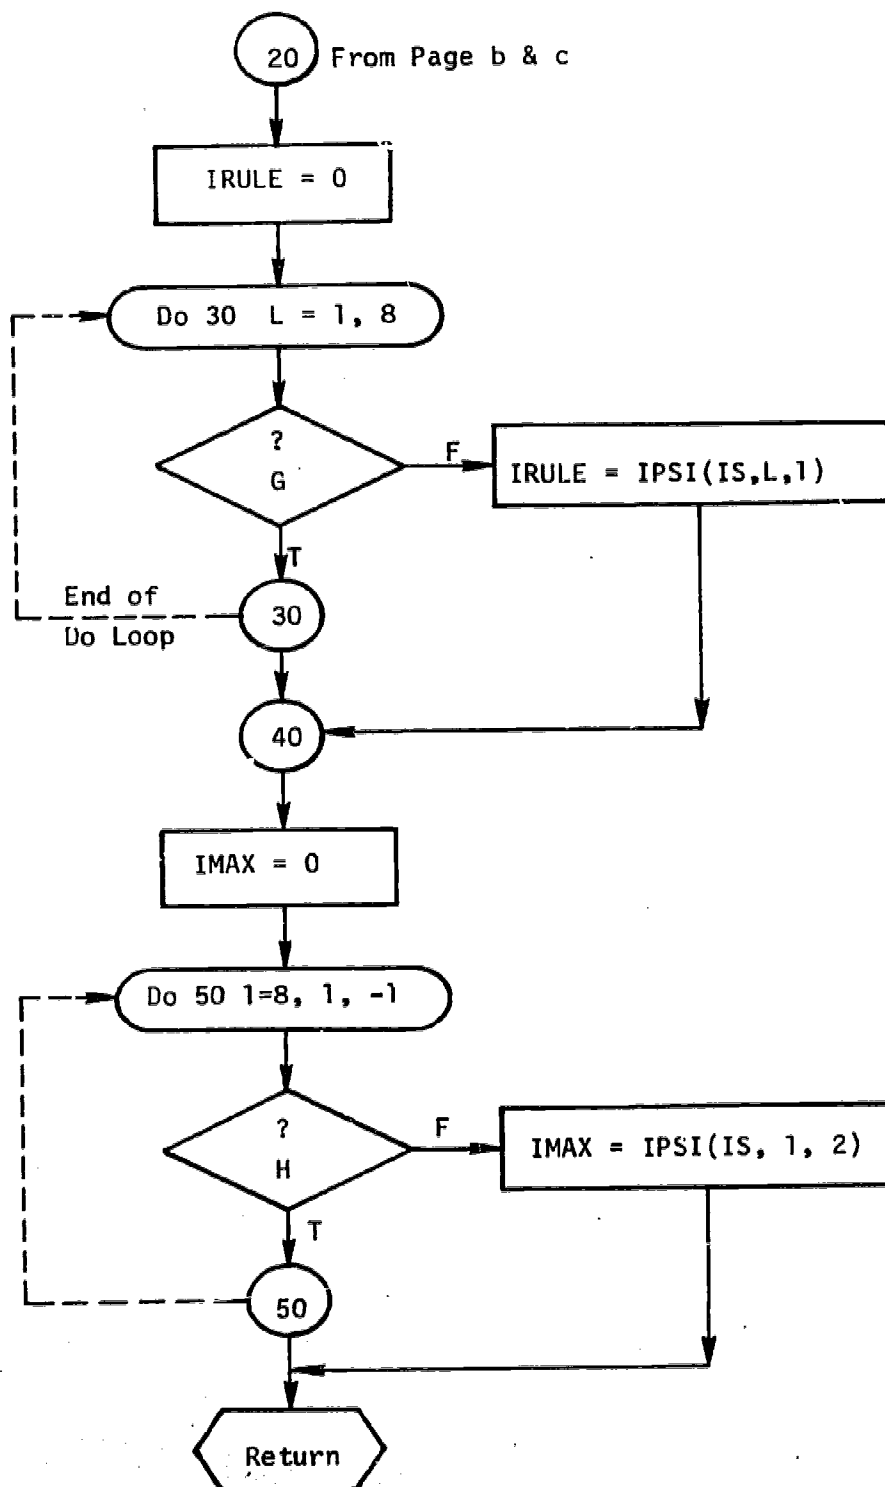 20 From Page b & c
IRULE = 0
Do 30 L = 1, 8
?
G
F
IRULE = IPSI(IS,L,1)
T
End of
Do Loop
30
40
IMAX = 0
Do 50 1=8, 1, -1
?
H
F
IMAX = IPSI(IS, 1, 2)
T
50
Return